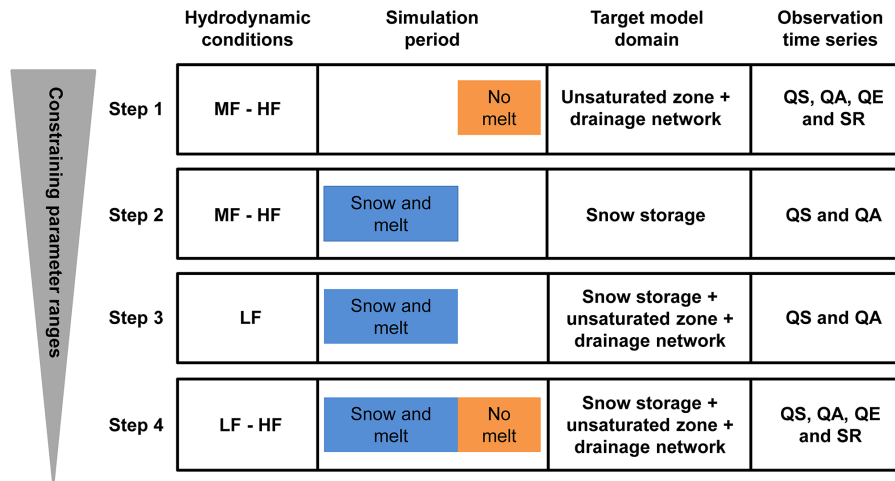 Hydrodynamic
conditions
Simulation
period
Target model
domain
Observation
time series
Constraining parameter ranges
Step 1
MF - HF
No
melt
Unsaturated zone +
drainage network
QS, QA, QE
and SR
Step 2
MF - HF
Snow and
melt
Snow storage
QS and QA
Step 3
LF
Snow and
melt
Snow storage +
unsaturated zone +
drainage network
QS and QA
Step 4
LF - HF
Snow and
melt
No
melt
Snow storage +
unsaturated zone +
drainage network
QS, QA, QE
and SR